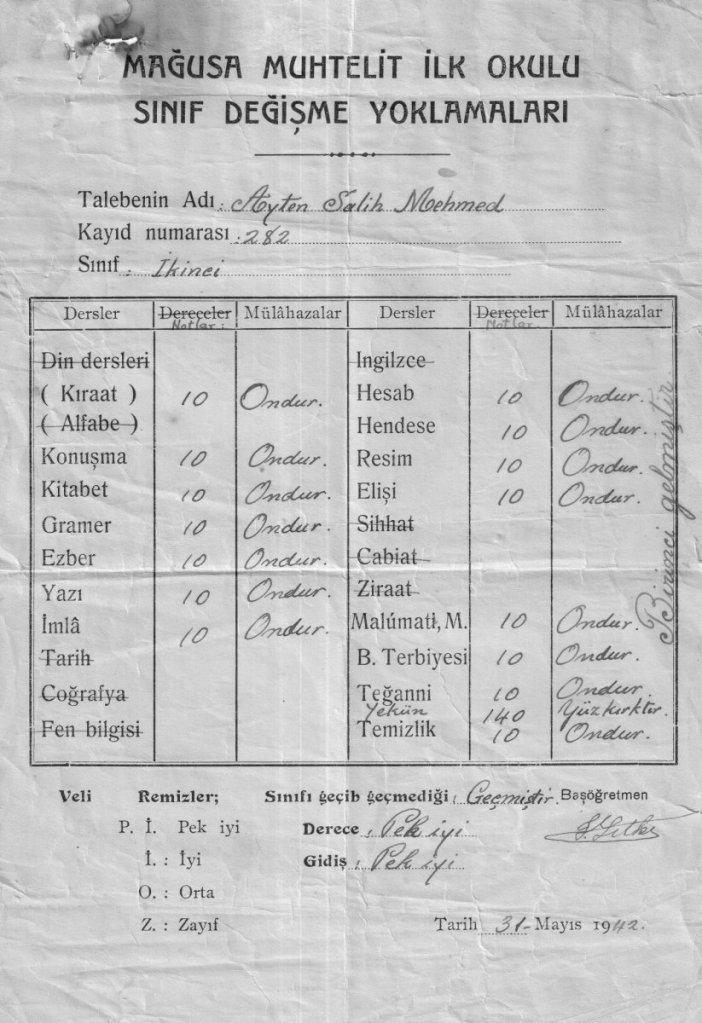 MAĞUSA MUHTELİT İLK OKULU
SINIF DEĞİŞME YOKLAMALARI
Talebenin Adı: Ayten Salih Mehmed
Kayıd numarası: 282
Sınıf: İkinci
Dersler Dereceler Mülâhazalar Dersler Dereceler Mülâhazalar
Notlar: Notlar.
Din dersleri Ingilzce
( Kıraat ) 10 Ondur. Hesab 10 Ondur.
( Alfabe ) Hendese 10 Ondur.
Konuşma 10 Ondur. Resim 10 Ondur.
Kitabet 10 Ondur. Elişi 10 Ondur.
Gramer 10 Ondur. Sihhat
Ezber 10 Ondur. Cabiat
Yazı 10 Ondur. Ziraat
İmlâ 10 Ondur. Malúmati, M. 10 Ondur.
Tarih B. Terbiyesi 10 Ondur.
Coğrafya Teğanni 10 Ondur.
Yekûn 140 Yüzkırktır.
Fen bilgisi Temizlik 10 Ondur.
Birinci gelmiştir
Veli Remizler; Sınıfı geçib geçmediği: Geçmiştir. Başöğretmen
P. İ. Pek iyi Derece: Pek iyi
İ. : İyi Gidiş: Pek iyi
O. : Orta
Z. : Zayıf Tarih 31-Mayıs 1942.